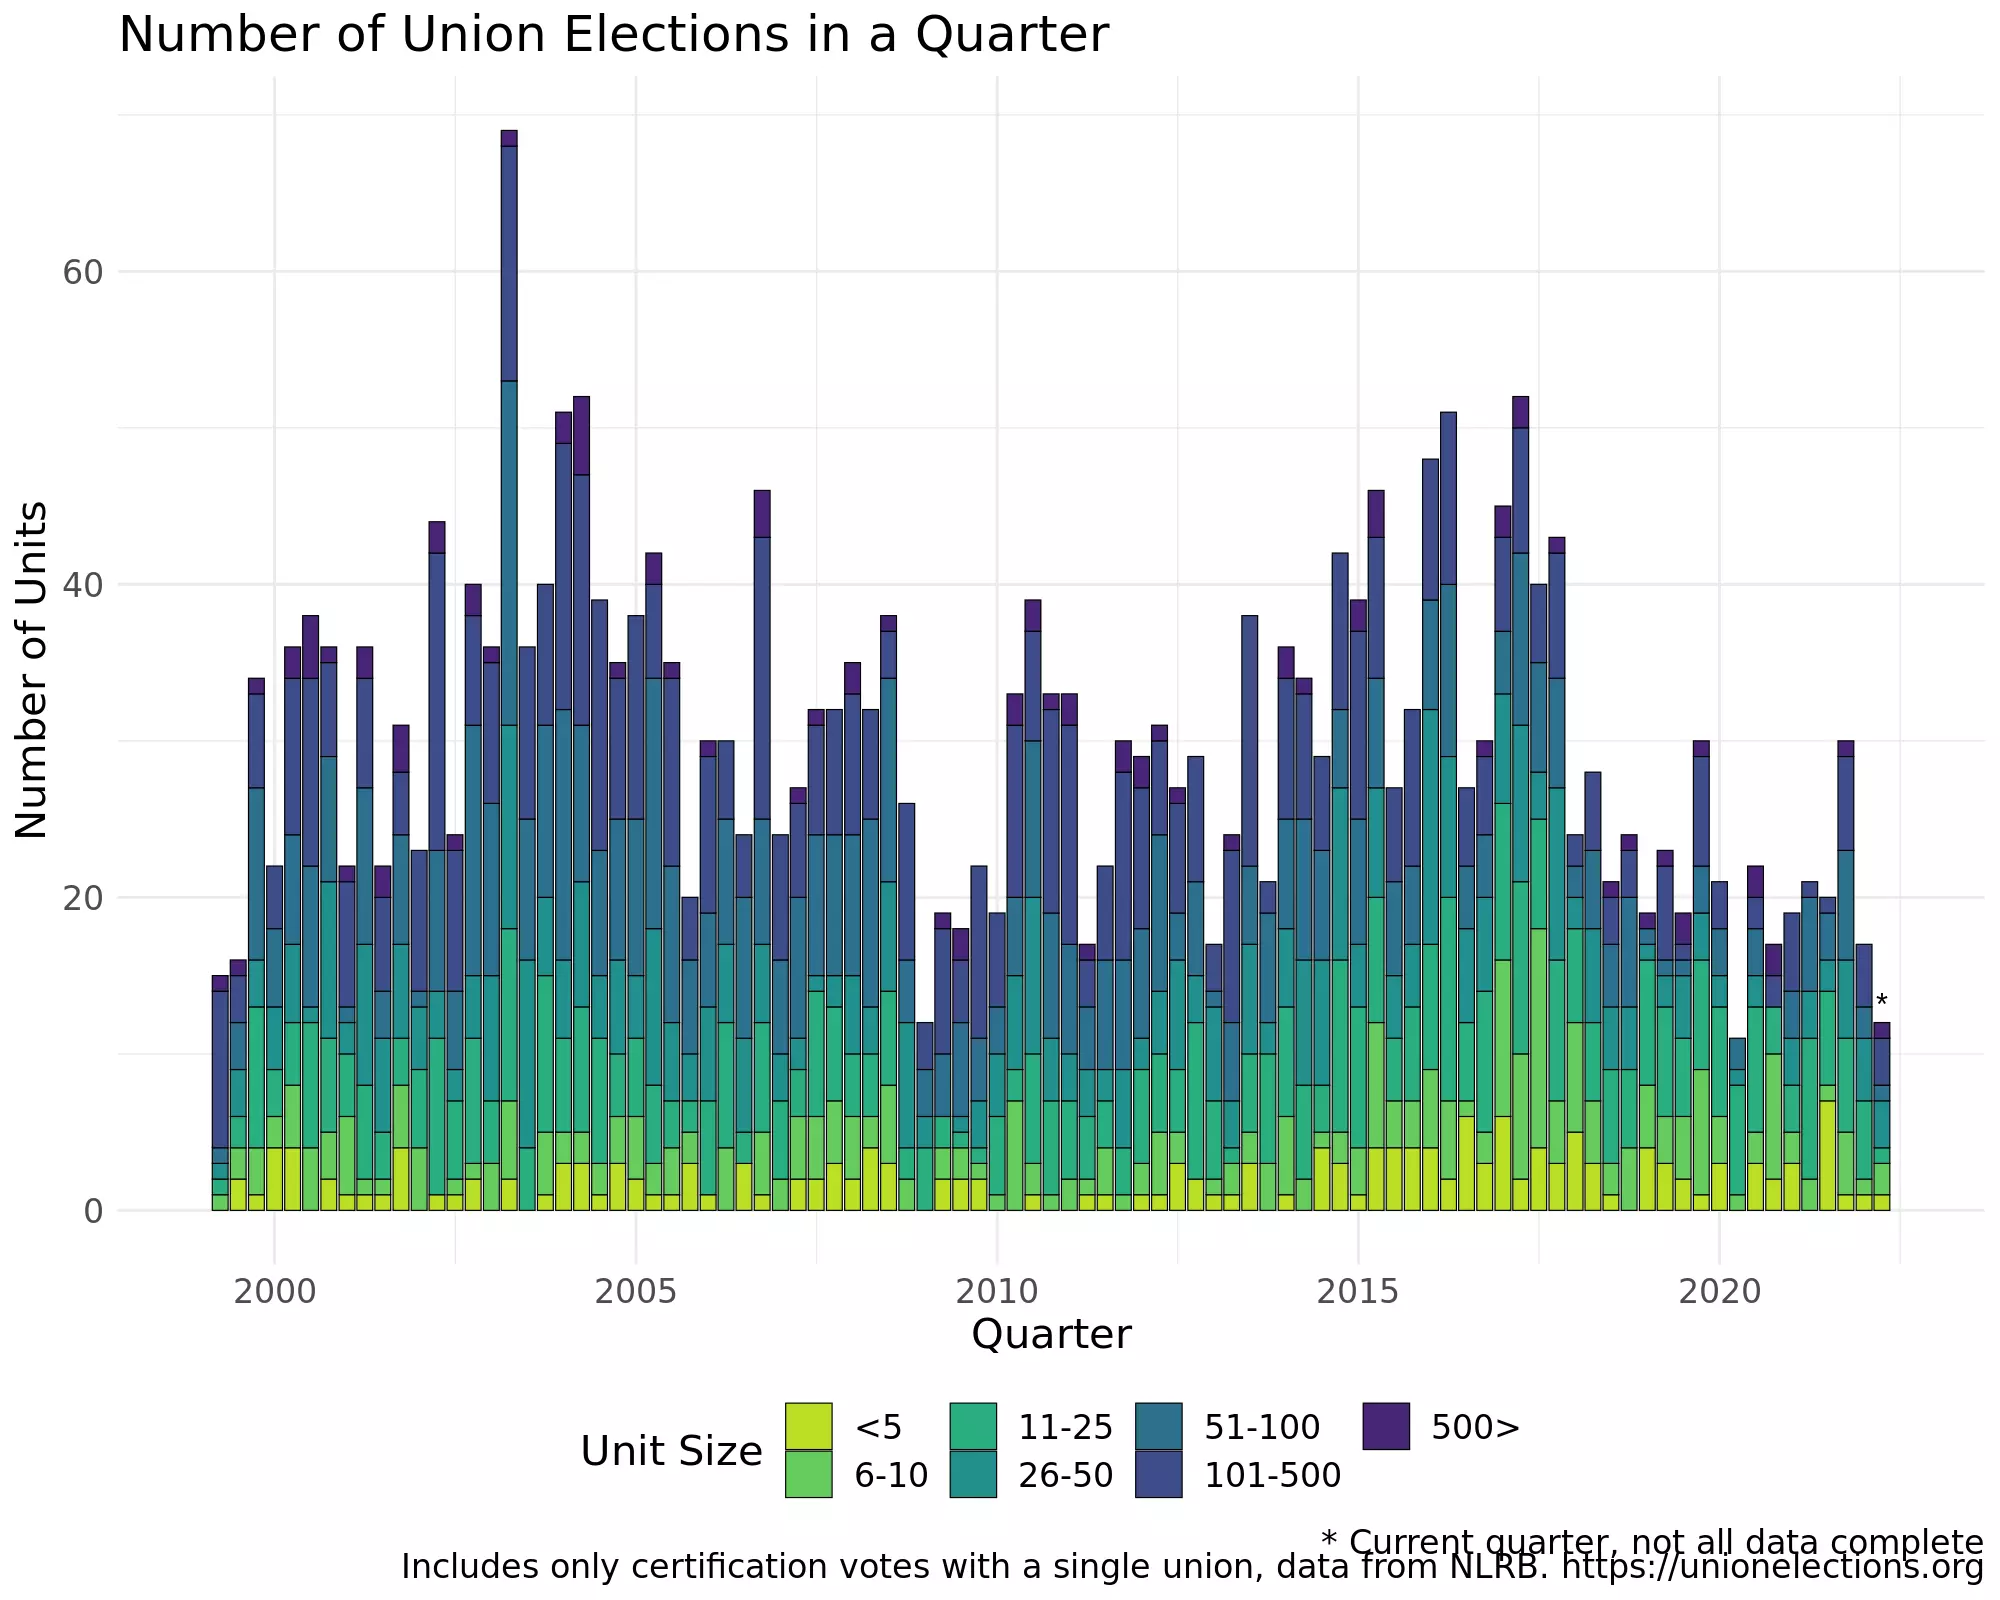 Number of Union Elections in a Quarter
Number of Units
60
40
20
0
*
2000 2005 2010 2015 2020
Quarter
Unit Size
<5 11-25 51-100 500>
6-10 26-50 101-500
* Current quarter, not all data complete
Includes only certification votes with a single union, data from NLRB. https://unionelections.org